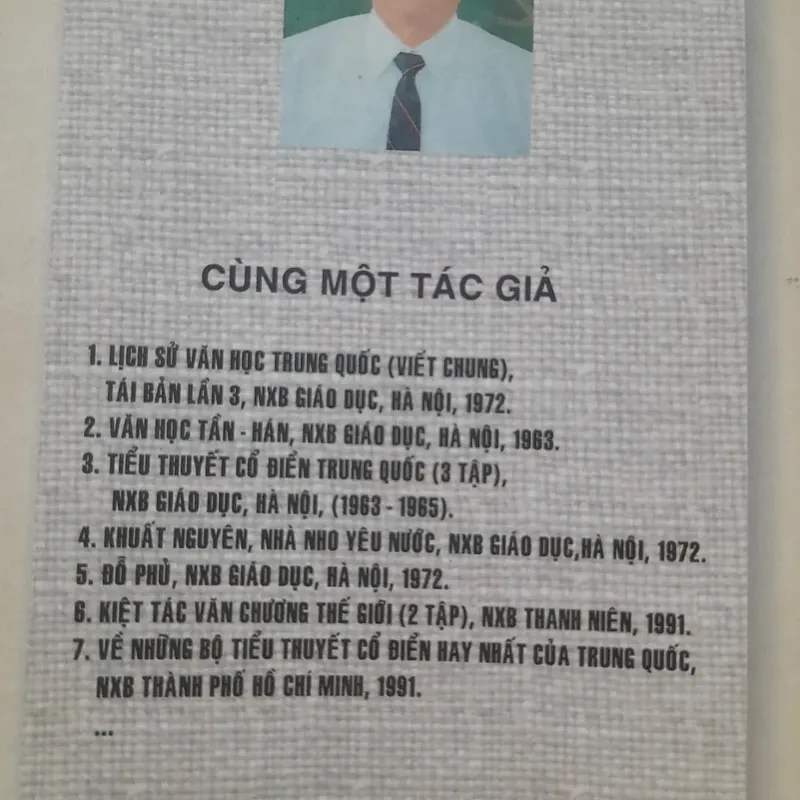 CÙNG MỘT TÁC GIẢ
1. LỊCH SỬ VĂN HỌC TRUNG QUỐC (VIẾT CHUNG),
TÁI BẢN LẦN 3, NXB GIÁO DỤC, HÀ NỘI, 1972.
2. VĂN HỌC TẦN - HÁN, NXB GIÁO DỤC, HÀ NỘI, 1963.
3. TIỂU THUYẾT CỔ ĐIỂN TRUNG QUỐC (3 TẬP),
NXB GIÁO DỤC, HÀ NỘI, (1963 - 1965).
4. KHUẤT NGUYÊN, NHÀ NHO YÊU NƯỚC, NXB GIÁO DỤC,HÀ NỘI, 1972.
5. ĐỖ PHỦ, NXB GIÁO DỤC, HÀ NỘI, 1972.
6. KIỆT TÁC VĂN CHƯƠNG THẾ GIỚI (2 TẬP), NXB THANH NIÊN, 1991.
7. VỀ NHỮNG BỘ TIỂU THUYẾT CỔ ĐIỂN HAY NHẤT CỦA TRUNG QUỐC,
NXB THÀNH PHỐ HỒ CHÍ MINH, 1991.
...